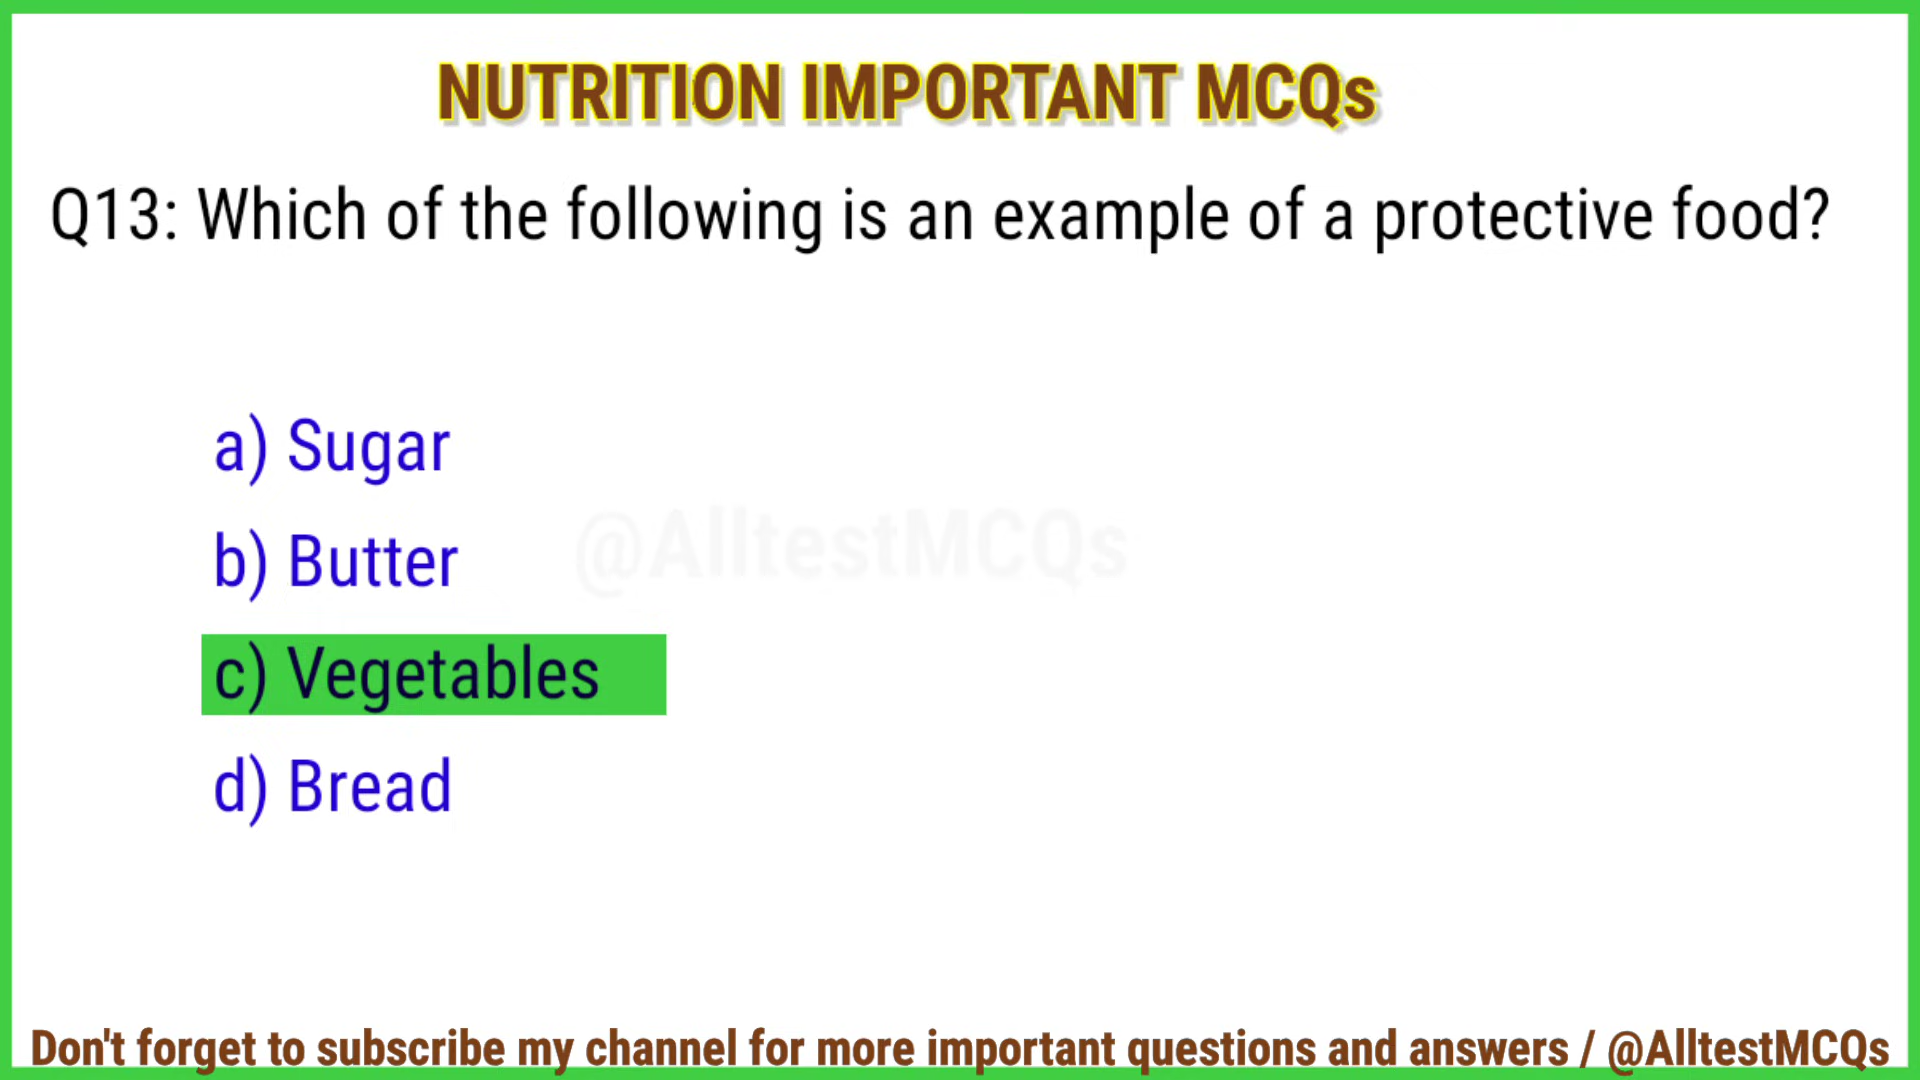 NUTRITION IMPORTANT MCQs
Q13: Which of the following is an example of a protective food?
a) Sugar
b) Butter
@AlltestMCQs
c) Vegetables
d) Bread
Don't forget to subscribe my channel for more important questions and answers / @AlltestMCQs